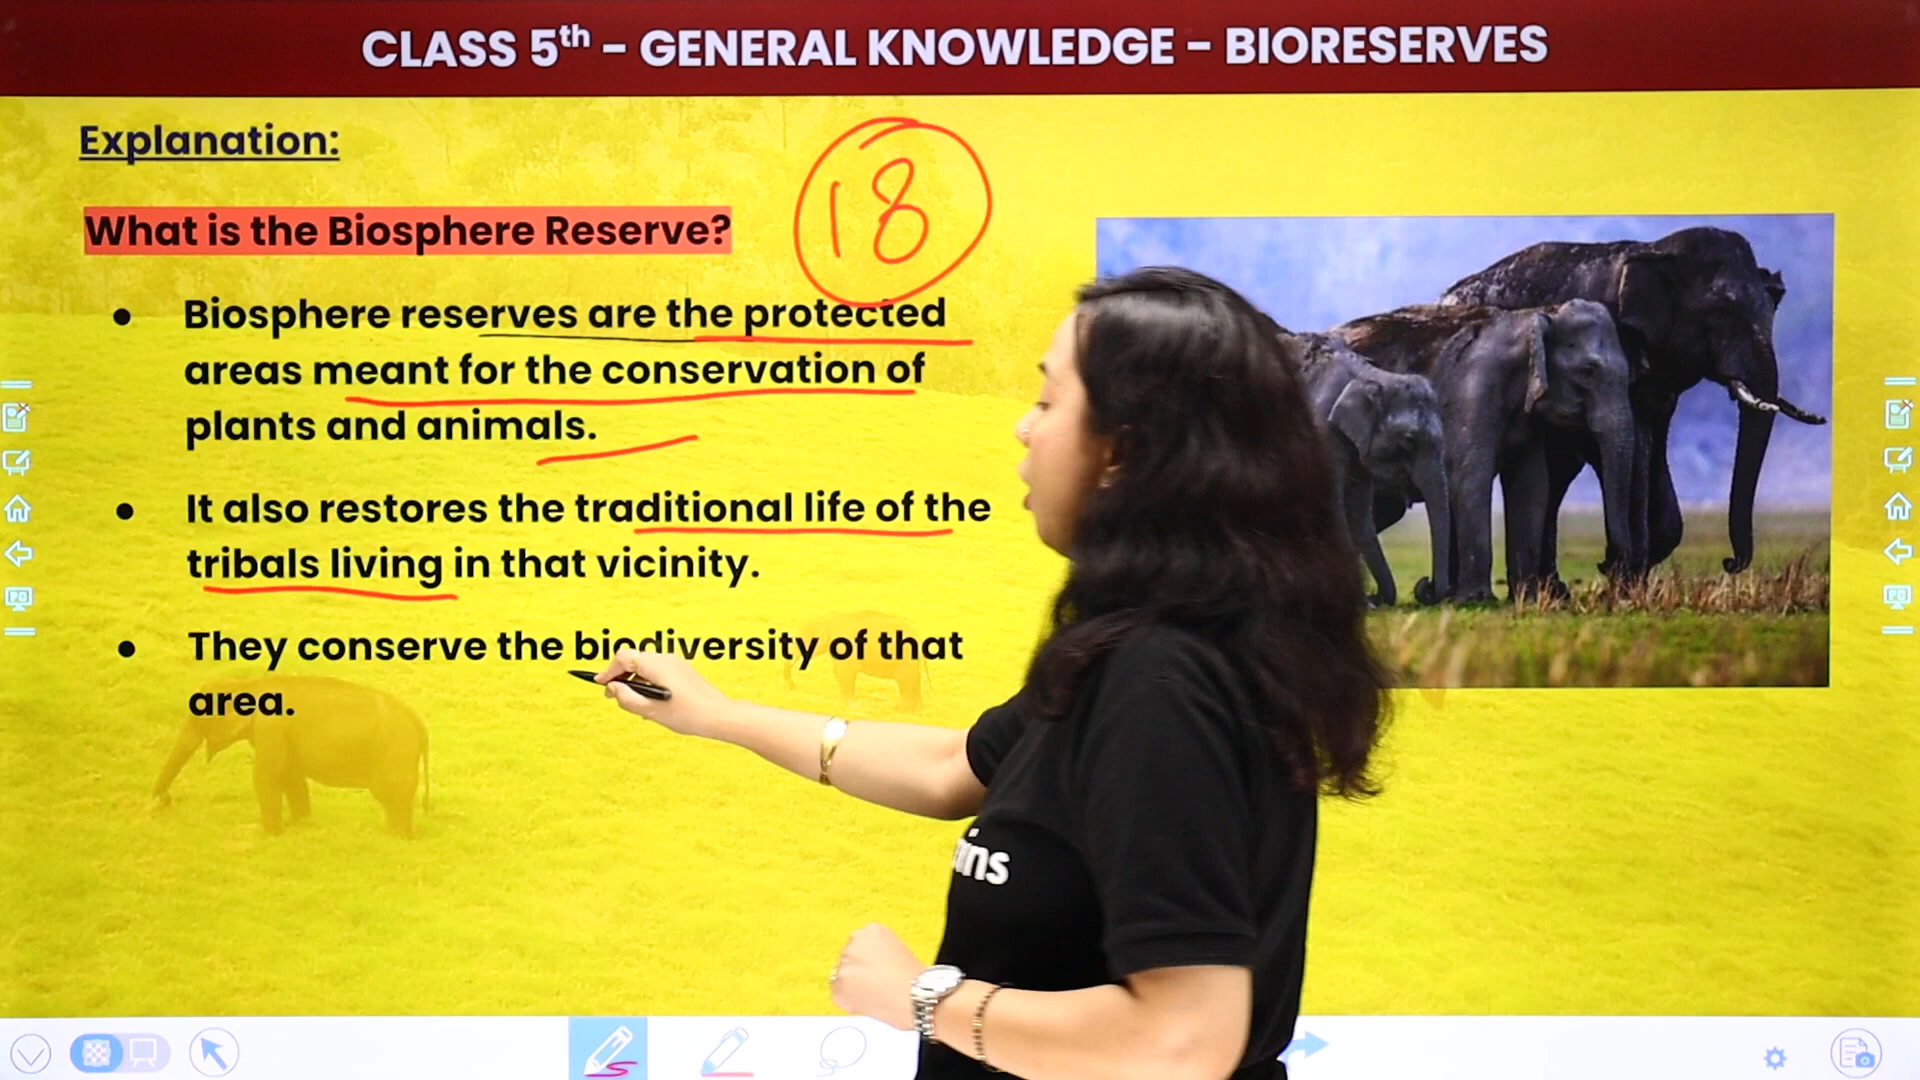 CLASS 5th – GENERAL KNOWLEDGE – BIORESERVES
Explanation:
18
What is the Biosphere Reserve?
● Biosphere reserves are the protected
areas meant for the conservation of
plants and animals.
● It also restores the traditional life of the
tribals living in that vicinity.
● They conserve the biodiversity of that
area.